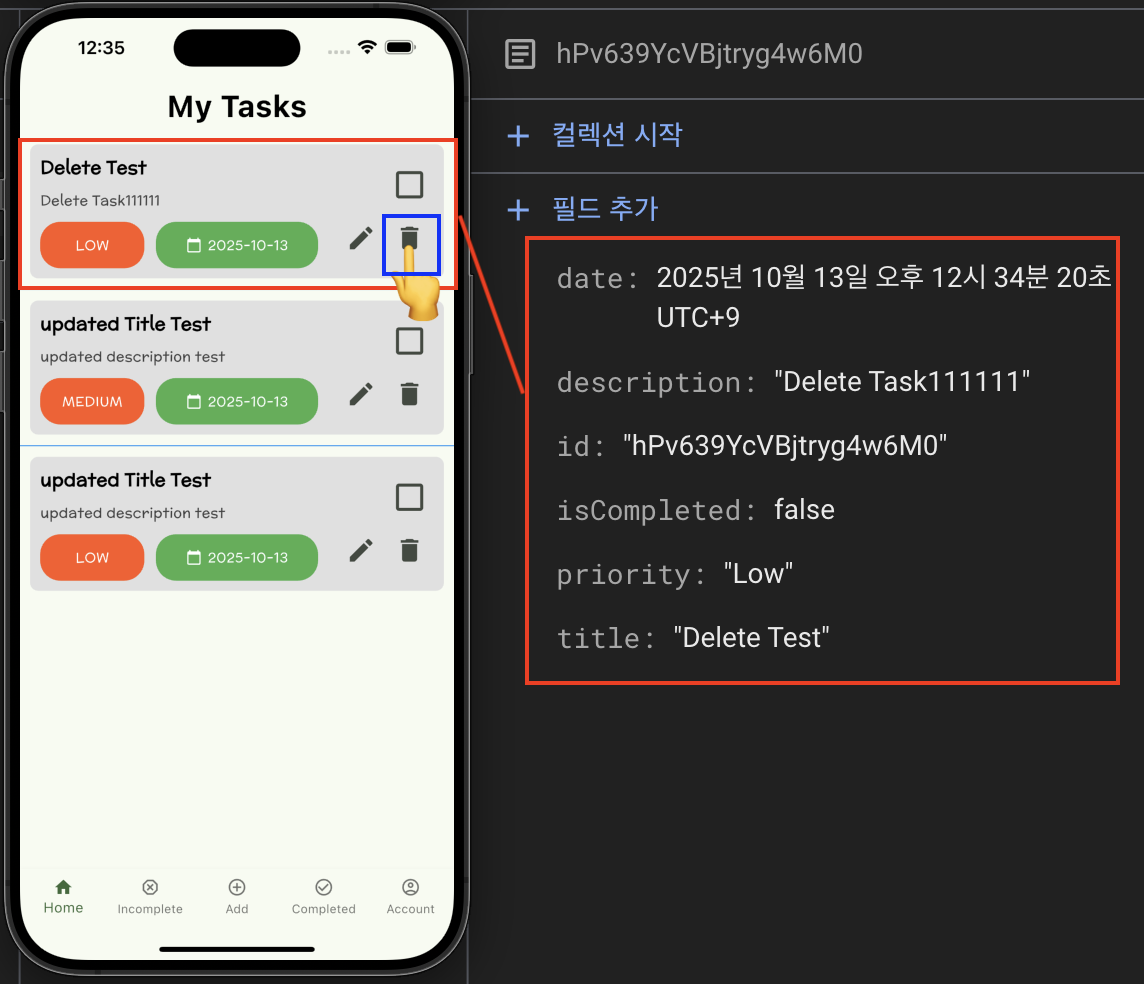 12:35
My Tasks
Delete Test
Delete Task111111
LOW
2025-10-13
updated Title Test
updated description test
MEDIUM
2025-10-13
updated Title Test
updated description test
LOW
2025-10-13
Home
Incomplete
Add
Completed
Account
hPv639YcVBjtryg4w6M0
+ 컬렉션 시작
+ 필드 추가
date: 2025년 10월 13일 오후 12시 34분 20초
UTC+9
description: "Delete Task111111"
id: "hPv639YcVBjtryg4w6M0"
isCompleted: false
priority: "Low"
title: "Delete Test"